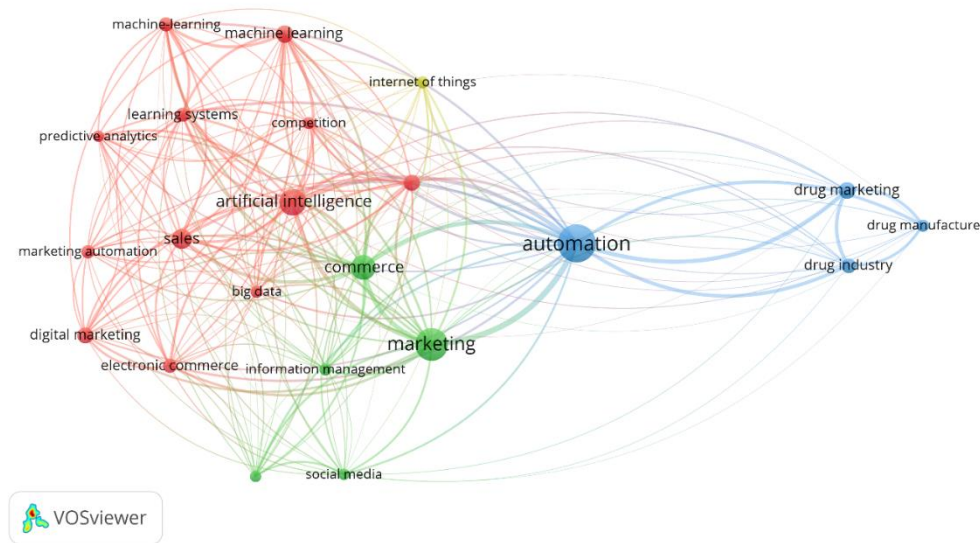 machine-learning
machine learning
internet of things
learning systems
competition
predictive analytics
drug marketing
artificial intelligence
drug manufacture
sales
automation
marketing automation
commerce
drug industry
big data
digital marketing
marketing
electronic commerce
information management
social media
VOSviewer